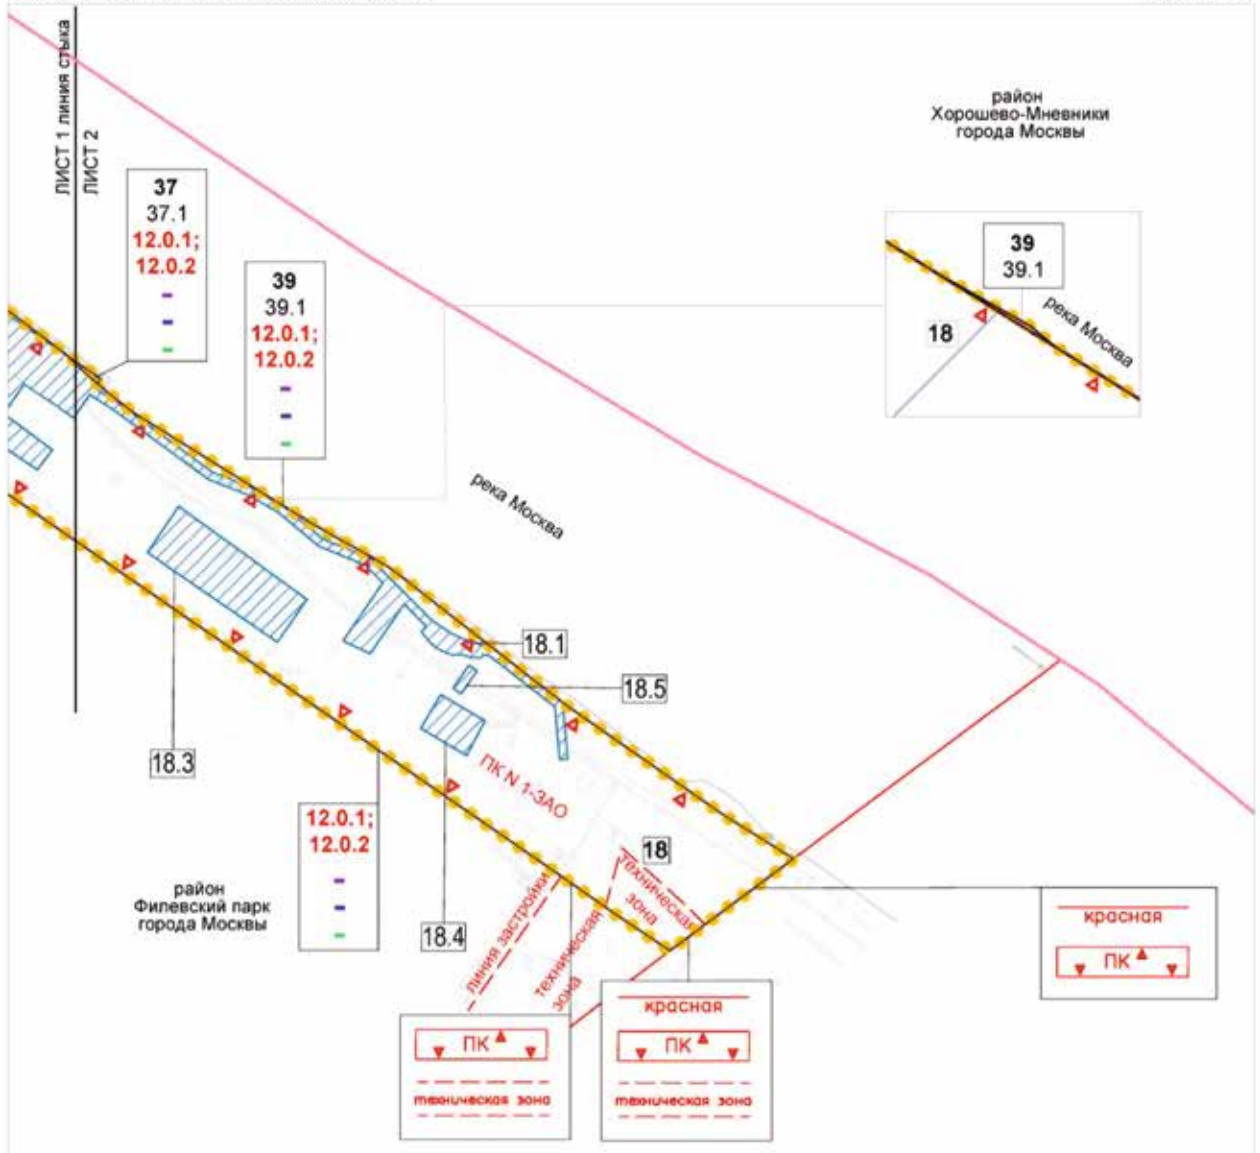 ЛИСТ 1 линия стыка
ЛИСТ 2
район
Хорошево-Мневники
города Москвы
37
37.1
12.0.1;
12.0.2
39
39.1
12.0.1;
12.0.2
39
39.1
18
река Москва
река Москва
18.1
18.5
18.3
ПК N 1-ЗАО
12.0.1;
12.0.2
18
техническая
зона
район
Филевский парк
города Москвы
18.4
линия застройки
техническая
зона
красная
ПК
красная
ПК
техническая зона
ПК
техническая зона